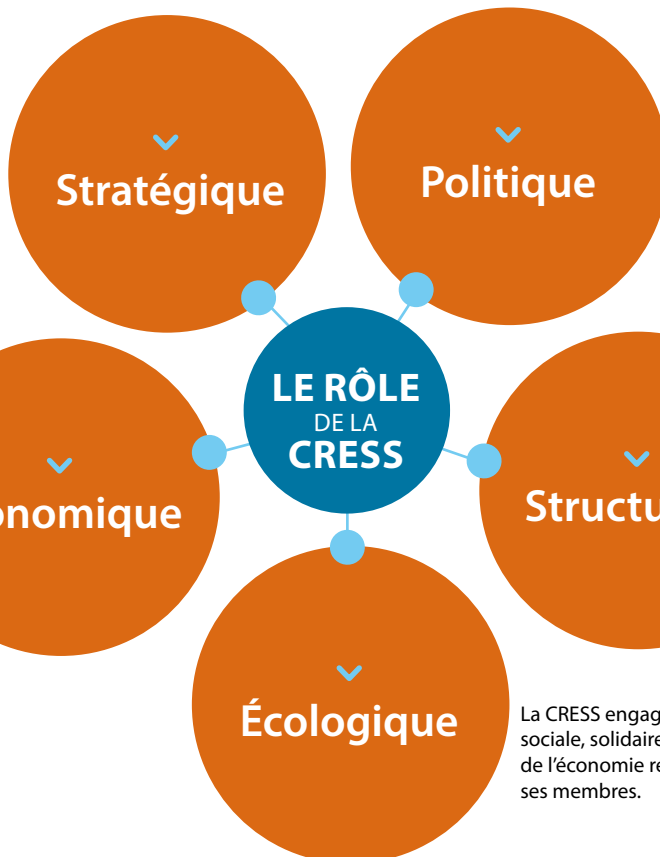 Stratégique
Politique
LE RÔLE
DE LA
CRESS
onomique
Structu
Écologique
La CRESS engag
sociale, solidaire
de l'économie re
ses membres.